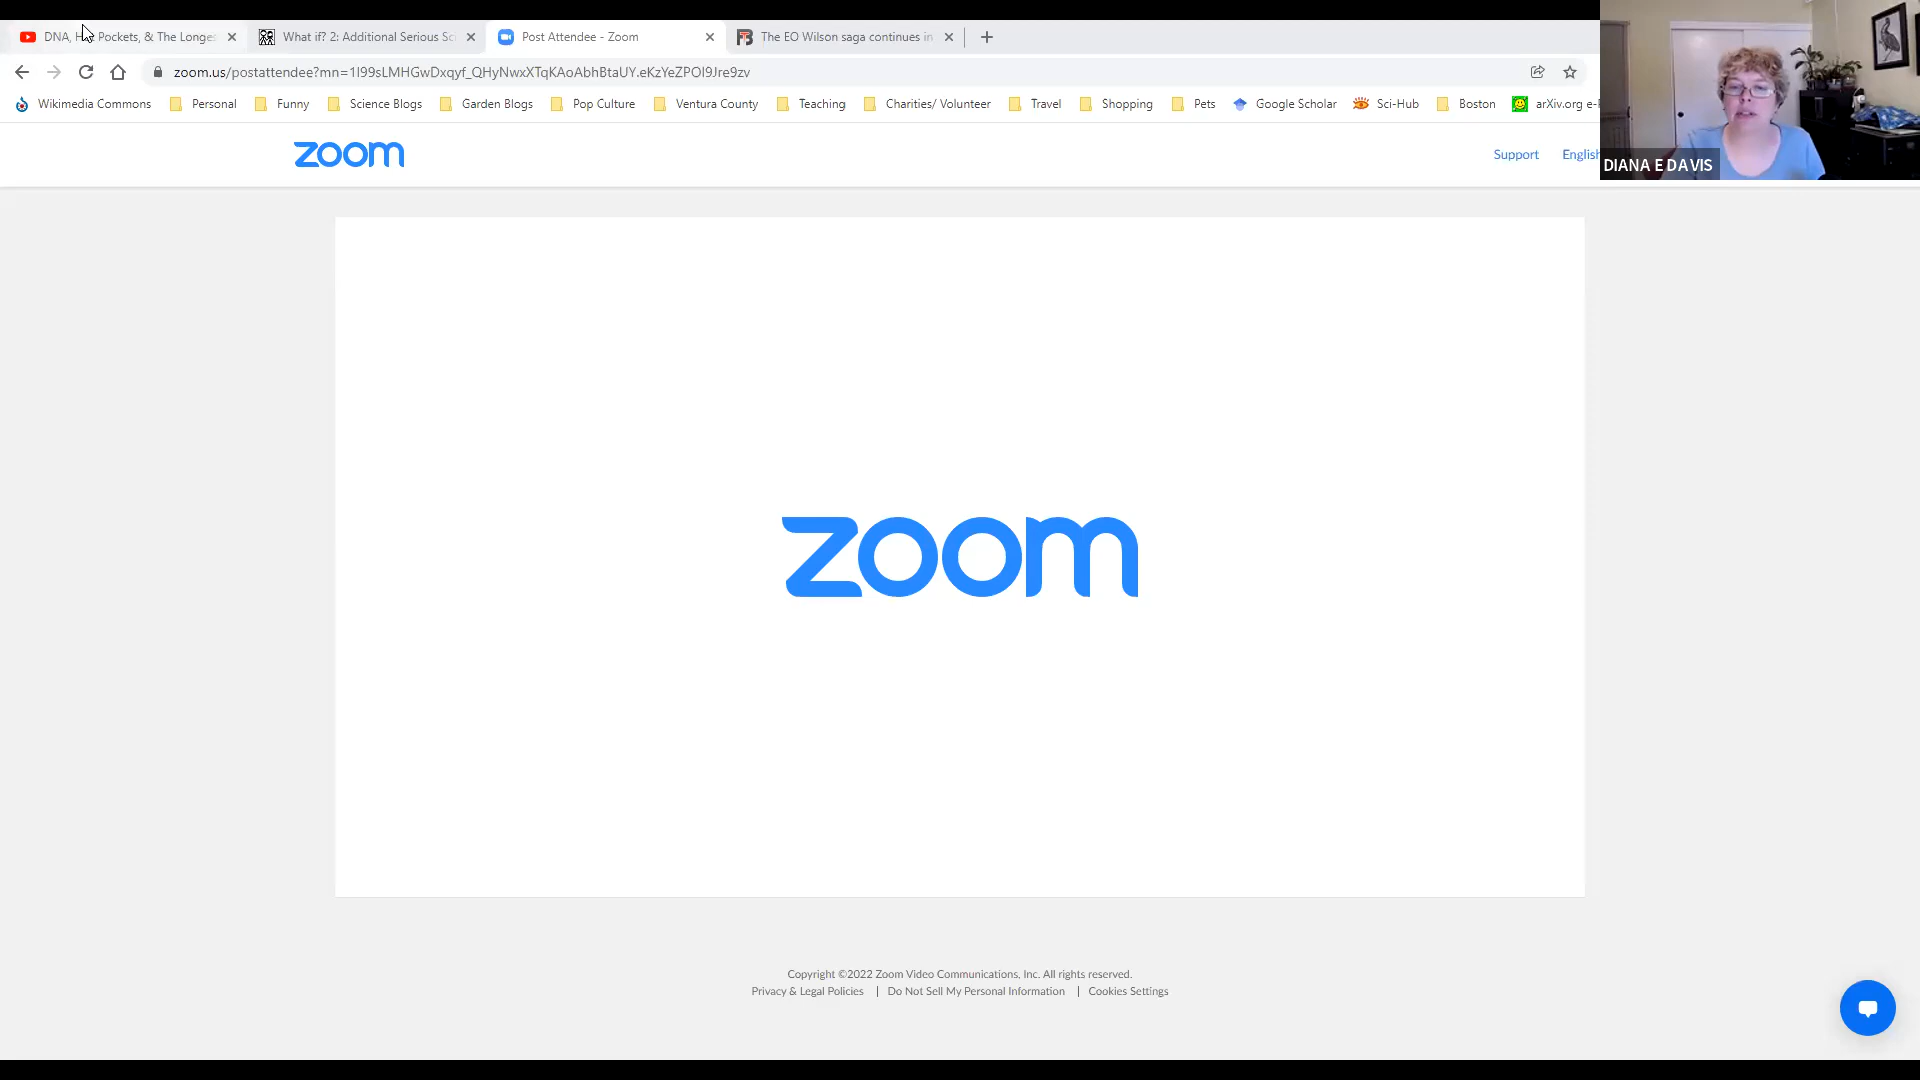 DNA, H Pockets, & The Longes
What if? 2: Additional Serious Sc
Post Attendee - Zoom
The EO Wilson saga continues in
zoom.us/postattendee?mn=1I99sLMHGwDxqyf_QHyNwxXTqKAoAbhBtaUY.eKzYeZPOI9Jre9zv
Wikimedia Commons
Personal
Funny
Science Blogs
Garden Blogs
Pop Culture
Ventura County
Teaching
Charities/ Volunteer
Travel
Shopping
Pets
Google Scholar
Sci-Hub
Boston
arXiv.org e-
zoom
Support
English
DIANA E DAVIS
zoom
Copyright ©2022 Zoom Video Communications, Inc. All rights reserved.
Privacy & Legal Policies | Do Not Sell My Personal Information | Cookies Settings